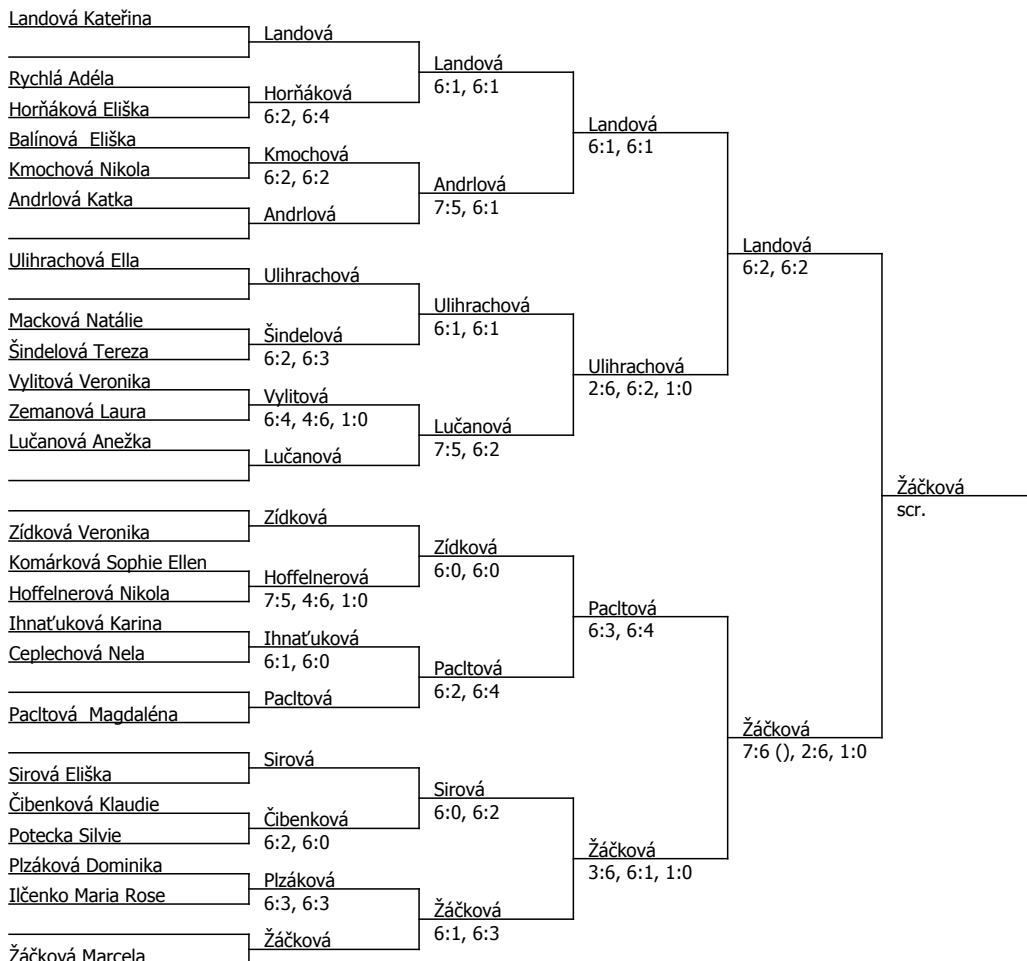 Landová Kateřina
Rychlá Adéla
Horňáková Eliška
Balínová  Eliška
Kmochová Nikola
Andrlová Katka
Ulihrachová Ella
Macková Natálie
Šindelová Tereza
Vylitová Veronika
Zemanová Laura
Lučanová Anežka
Zídková Veronika
Komárková Sophie Ellen
Hoffelnerová Nikola
Ihnaťuková Karina
Ceplechová Nela
Pacltová  Magdaléna
Sirová Eliška
Čibenková Klaudie
Potecka Silvie
Plzáková Dominika
Ilčenko Maria Rose
Žáčková Marcela
Landová
Horňáková
6:2, 6:4
Kmochová
6:2, 6:2
Andrlová
Ulihrachová
Šindelová
6:2, 6:3
Vylitová
6:4, 4:6, 1:0
Lučanová
Zídková
Hoffelnerová
7:5, 4:6, 1:0
Ihnaťuková
6:1, 6:0
Pacltová
Sirová
Čibenková
6:2, 6:0
Plzáková
6:3, 6:3
Žáčková
Landová
6:1, 6:1
Andrlová
7:5, 6:1
Ulihrachová
6:1, 6:1
Lučanová
7:5, 6:2
Zídková
6:0, 6:0
Pacltová
6:2, 6:4
Sirová
6:0, 6:2
Žáčková
6:1, 6:3
Landová
6:1, 6:1
Ulihrachová
2:6, 6:2, 1:0
Pacltová
6:3, 6:4
Žáčková
3:6, 6:1, 1:0
Landová
6:2, 6:2
Žáčková
7:6 (), 2:6, 1:0
Žáčková
scr.